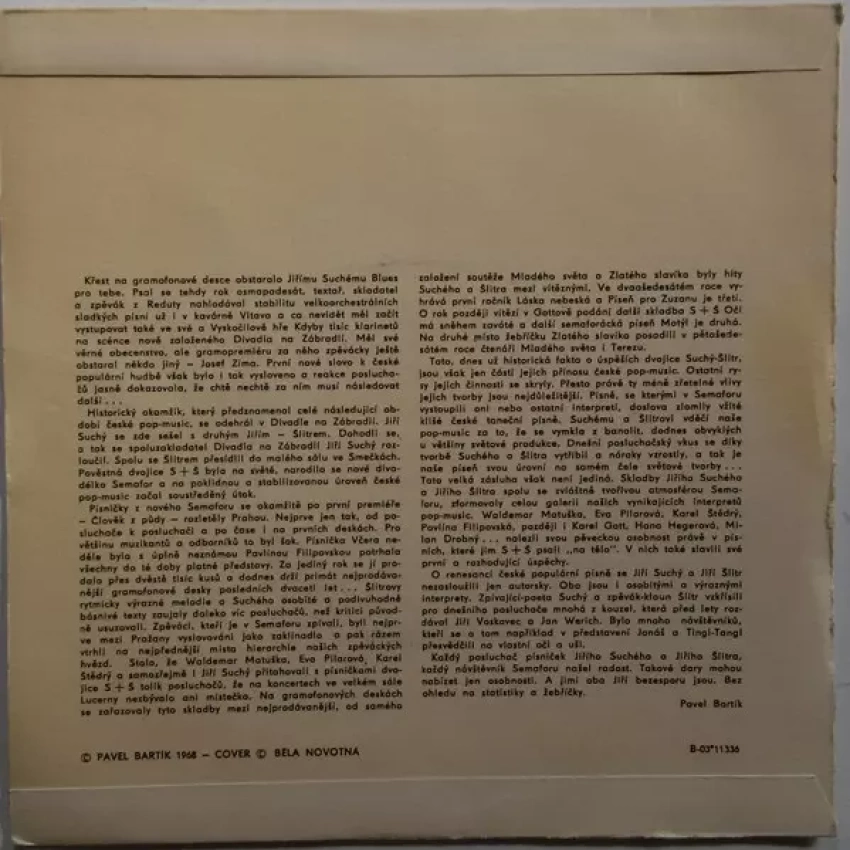 Křest na gramofonové desce obstaralo Jiřímu Suchému Blues
pro tebe. Psal se tehdy rok osmapadesát, textař, skladatel
a zpěvák z Reduty nahlodával stabilitu velkoorchestrálních
sladkých písní už i v kavárně Vltava a co nevidět měl začít
vystupovat také ve své a Vyskočilově hře Kdyby tisíc klarinetů
na scénce nově založeného Divadla na Zábradlí. Měl své
věrné obecenstvo, ale gramopremiéru za něho zpěvácky ještě
obstaral někdo jiný – Josef Zíma. První nové slovo k české
populární hudbě však bylo i tak vysloveno a reakce poslucha-
čů jasně dokazovala, že chtě nechtě za ním musí následovat
další . . .
Historický okamžik, který předznamenal celé následující ob-
dobí české pop-music, se odehrál v Divadle na Zábradlí. Jiří
Suchý se zde sešel s druhým Jiřím – Šlitrem. Dohodli se,
a tak se spoluzakladatel Divadla na Zábradlí Jiří Suchý roz-
loučil. Spolu se Šlitrem přesídlil do malého sálu ve Smečkách.
Pověstná dvojice S + Š byla na světě, narodilo se nové diva-
délko Semafor a na poklidnou a stabilizovanou úroveň české
pop-music začal soustředěný útok.
Písničky z nového Semaforu se okamžitě po první premiéře
– Člověk z půdy – rozletěly Prahou. Nejprve jen tak, od po-
sluchače k posluchači a po čase i na prvních deskách. Pro
většinu muzikantů a odborníků to byl šok. Písnička Včera ne-
děle byla s úplně neznámou Pavlínou Filipovskou potrhala
všechny do té doby platné představy. Za jediný rok se jí pro-
dalo přes dvěstě tisíc kusů a dodnes drží primát nejprodáva-
nější gramofonové desky posledních dvaceti let . . . Šlitrovy
rytmicky výrazné melodie a Suchého osobité a podivuhodně
básnivé texty zaujaly daleko víc posluchačů, než kritici původ-
ně usuzovali. Zpěváci, kteří je v Semaforu zpívali, byli nejpr-
ve mezi Pražany vyslovováni jako zaklínadlo a pak rázem
vtrhli na nejpřednější místa hierarchie našich zpěváckých
hvězd. Stalo, že Waldemar Matuška, Eva Pilarová, Karel
Štědrý a samozřejmě i Jiří Suchý přitahovali s písničkami dvo-
jice S + Š tolik posluchačů, že na koncertech ve velkém sále
Lucerny nezbývalo ani místečko. Na gramofonových deskách
se zařazovaly tyto skladby mezi nejprodávanější, od samého
založení soutěže Mladého světa o Zlatého slavíka byly hity
Suchého a Šlitra mezi vítěznými. Ve dvaašedesátém roce vy-
hrává první ročník Láska nebeská a Píseň pro Zuzanu je třetí.
O rok později vítězí v Gottově podání další skladba S + Š Oči
má sněhem zaváté a další semaforácká píseň Motýl je druhá.
Na druhé místo žebříčku Zlatého slavíka posadili v pětašede-
sátém roce čtenáři Mladého světa i Terezu.
Tato, dnes už historická fakta o úspěších dvojice Suchý-Šlitr,
jsou však jen částí jejich přínosu české pop-music. Ostatní ry-
sy jejich činnosti se skryly. Přesto právě ty méně zřetelné vlivy
jejich tvorby jsou nejdůležitější. Písně, se kterými v Semaforu
vystoupili oni nebo ostatní interpreti, doslova zlomily vžité
klišé české taneční písně. Suchému a Šlitrovi vděčí naše
pop-music za to, že se vymkla z banalit, dodnes obvyklých
u většiny světové produkce. Dnešní posluchačský vkus se díky
tvorbě Suchého a Šlitra vytříbil a nároky vzrostly, a tak je
naše píseň svou úrovní na samém čele světové tvorby . . .
Tato velká zásluha však není jediná. Skladby Jiřího Suchého
a Jiřího Šlitra spolu se zvláštně tvořivou atmosférou Sema-
foru, zformovaly celou galerii našich vynikajících interpretů
pop-music. Waldemar Matuška, Eva Pilarová, Karel Štědrý,
Pavlína Filipovská, později i Karel Gott, Hana Hegerová, Mi-
lan Drobný . . . nalezli svou pěveckou osobnost právě v pís-
ních, které jim S + Š psali „na tělo". V nich také slavili své
první a rozhodující úspěchy.
O renesanci české populární písně se Jiří Suchý a Jiří Šlitr
nezasloužili jen autorsky. Oba jsou i osobitými a výraznými
interprety. Zpívající-poeta Suchý a zpěvák-kloun Šlitr vzkřísili
pro dnešního posluchače mnohá z kouzel, která před lety roz-
dával Jiří Voskovec a Jan Werich. Bylo mnoho návštěvníků,
kteří se o tom například v představení Jonáš a Tingl-Tangl
přesvědčili na vlastní oči a uši.
Každý posluchač písniček Jiřího Suchého a Jiřího Šlitra,
každý návštěvník Semaforu našel radost. Takové dary mohou
nabízet jen osobnosti. A jimi oba Jiří bezesporu jsou. Bez
ohledu na statistiky a žebříčky.
Pavel Bartík
© PAVEL BARTÍK 1968 – COVER © BĚLA NOVOTNÁ
B-03*11336